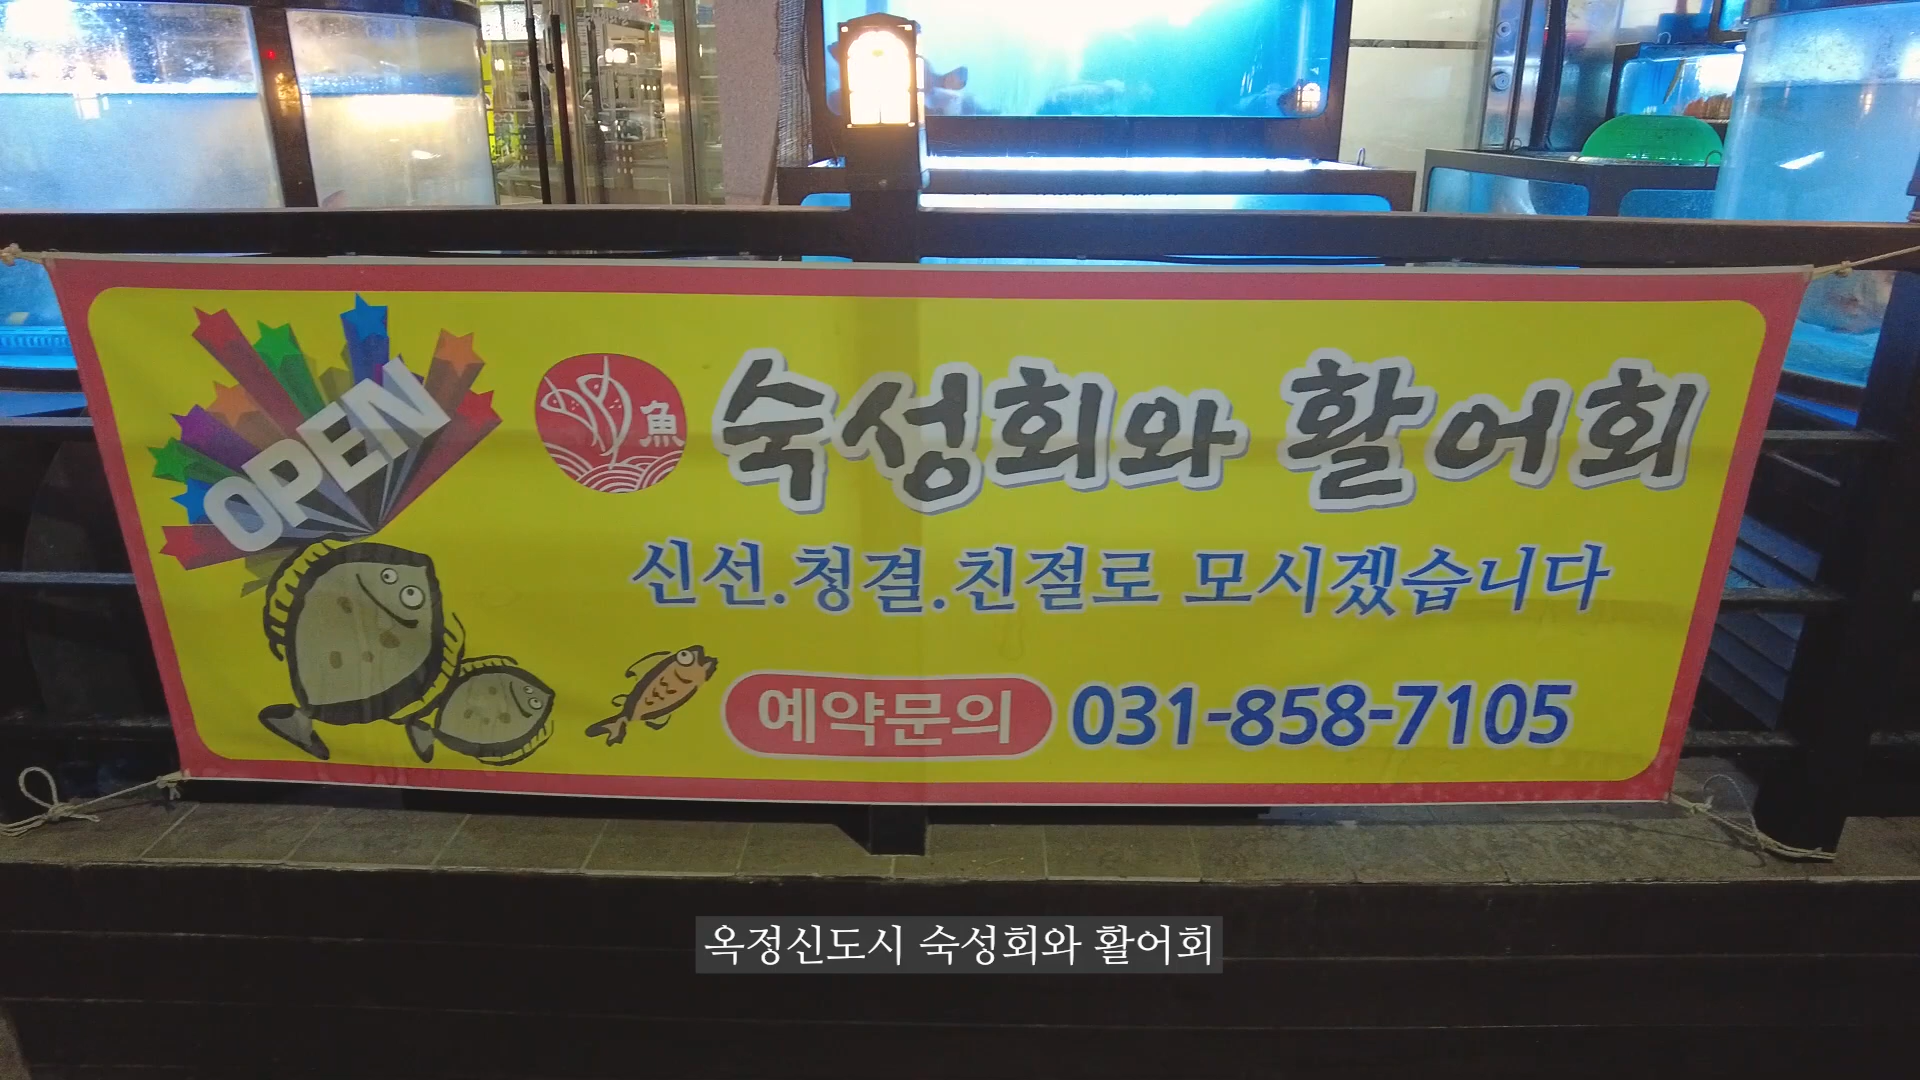 OPEN
魚 숙성회와 활어회
신선.청결.친절로 모시겠습니다
예약문의 031-858-7105
옥정신도시 숙성회와 활어회